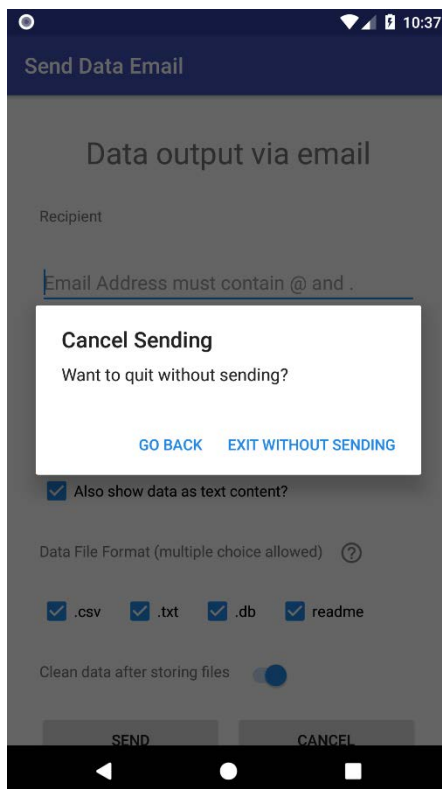 10:37
Send Data Email
Data output via email
Recipient
Email Address must contain @ and .
Cancel Sending
Want to quit without sending?
GO BACK EXIT WITHOUT SENDING
Also show data as text content?
Data File Format (multiple choice allowed) ?
.csv .txt .db readme
Clean data after storing files
SEND CANCEL